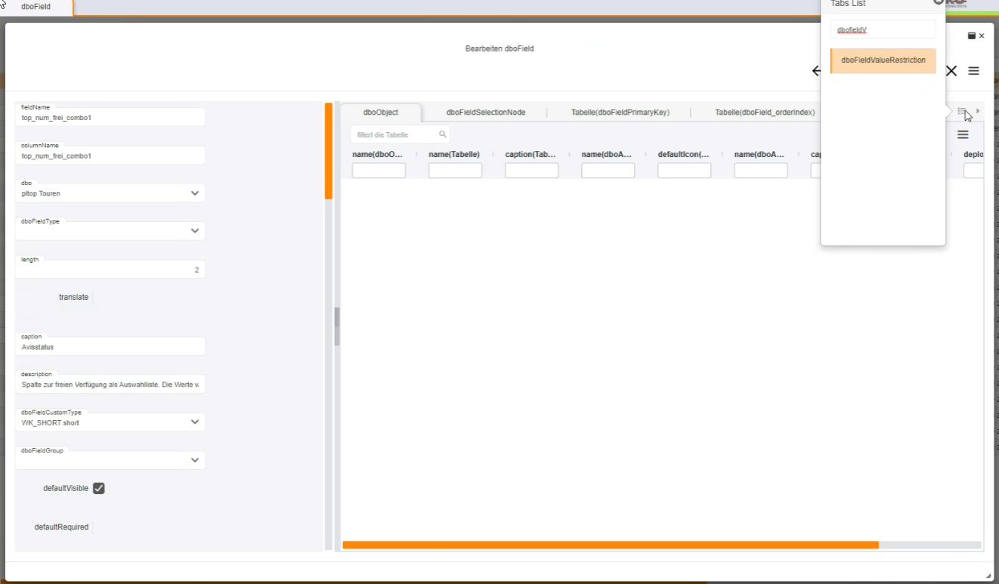 dboField
Tabs List
dbofieldV
dboFieldValueRestriction
Bearbeiten dboField
fieldName
top_num_frei_combo1
columnName
top_num_frei_combo1
dbo
pltop Touren
dboFieldType
length
2
translate
caption
Avisstatus
description
Spalte zur freien Verfügung als Auswahlliste. Die Werte w
dboFieldCustomType
WK_SHORT short
dboFieldGroup
defaultVisible
defaultRequired
dboObject
dboFieldSelectionNode
Tabelle(dboFieldPrimaryKey)
Tabelle(dboField_orderIndex)
filtert die Tabelle
name(dboO... name(Tabelle) caption(Tab... name(dboA... defaultIcon(... name(dboA... cap deplo